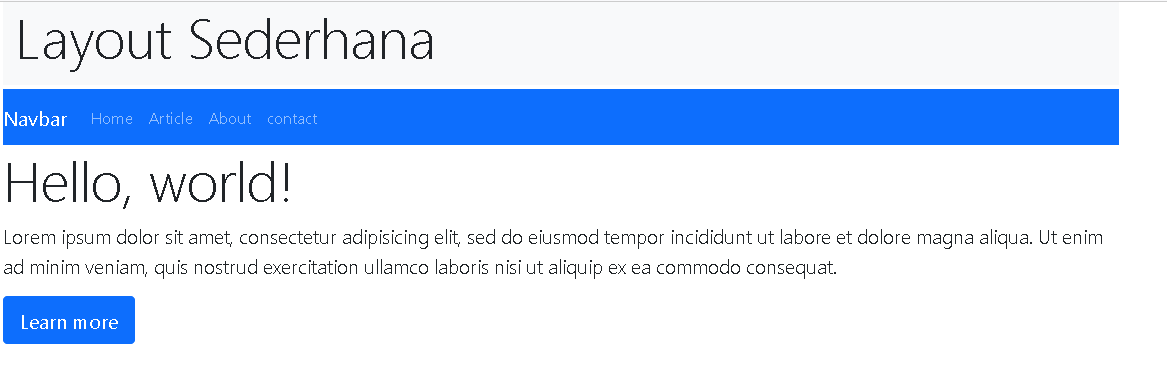 Layout Sederhana
Navbar Home Article About contact
Hello, world!
Lorem ipsum dolor sit amet, consectetur adipisicing elit, sed do eiusmod tempor incididunt ut labore et dolore magna aliqua. Ut enim
ad minim veniam, quis nostrud exercitation ullamco laboris nisi ut aliquip ex ea commodo consequat.
Learn more